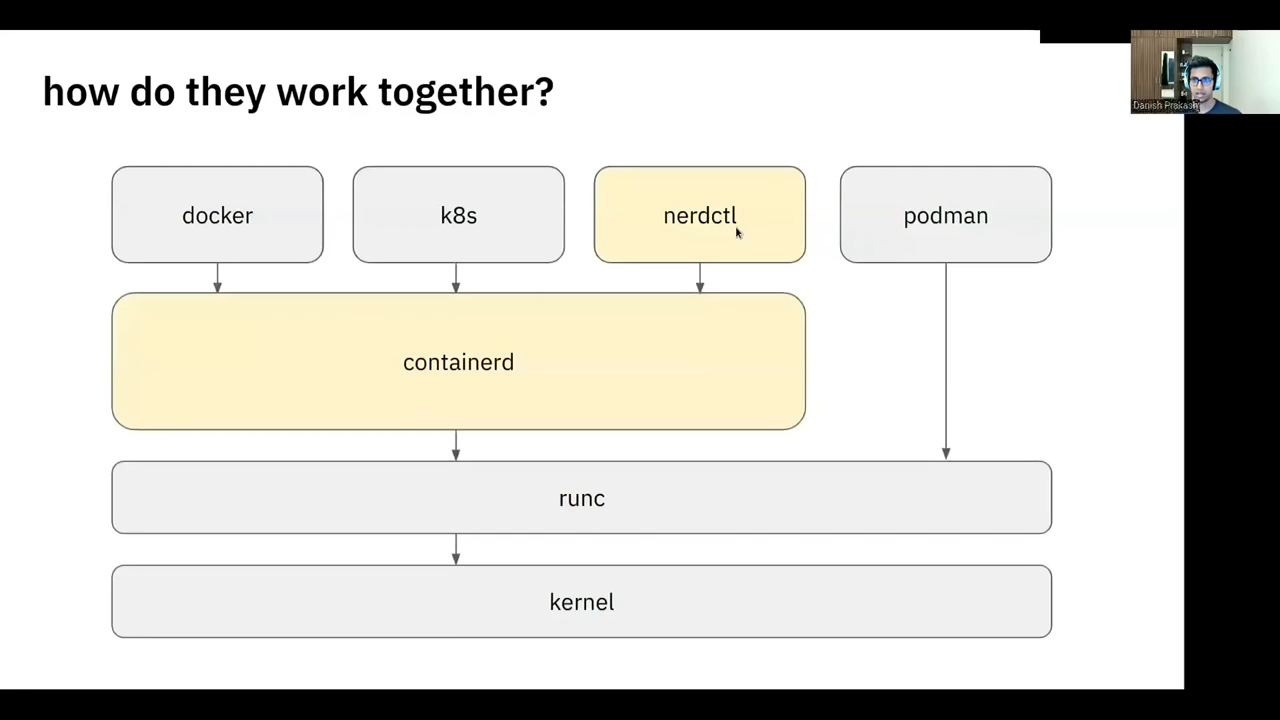 how do they work together?
Danish Prakash
docker
k8s
nerdctl
podman
containerd
runc
kernel